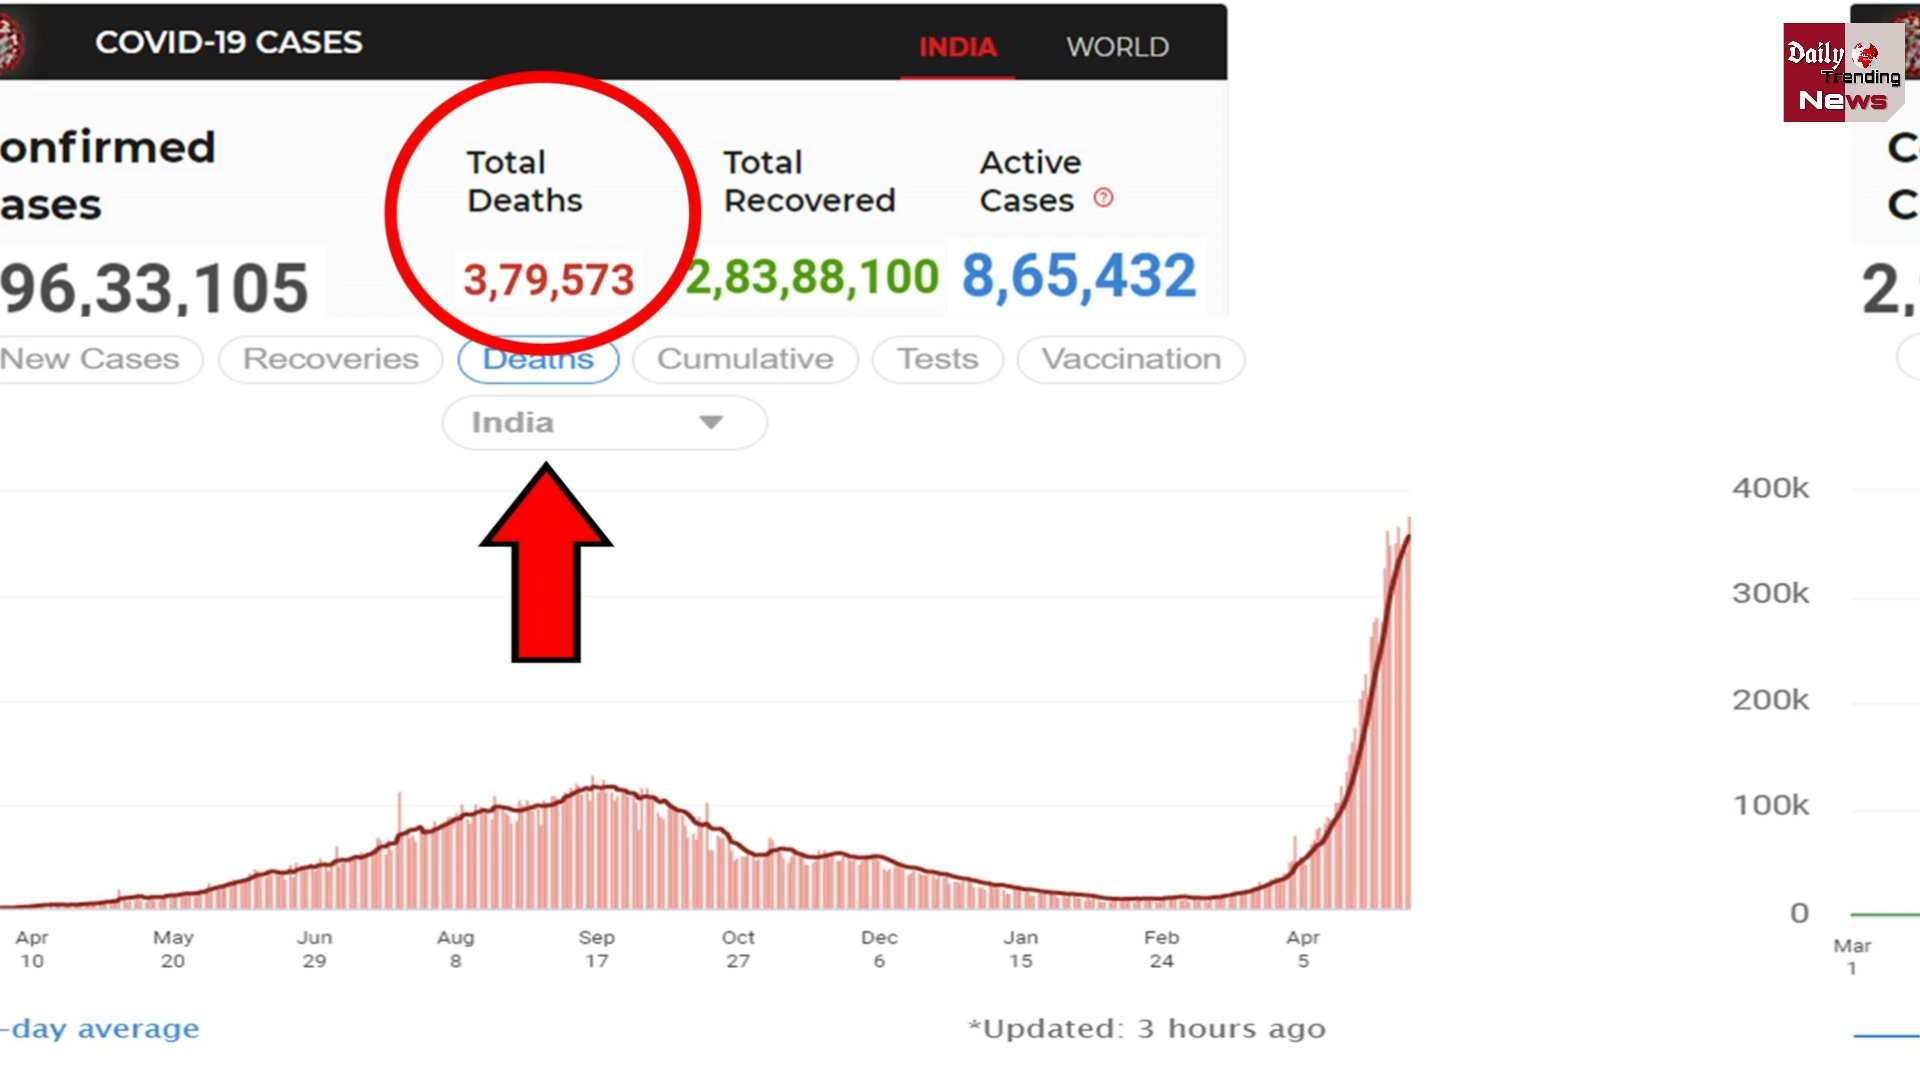 COVID-19 CASES
INDIA
WORLD
Daily
Trending
News
onfirmed
ases
96,33,105
Total
Deaths
3,79,573
Total
Recovered
2,83,88,100
Active
Cases ?
8,65,432
C
2,
New Cases
Recoveries
Deaths
Cumulative
Tests
Vaccination
India
400k
300k
200k
100k
0
Apr
10
May
20
Jun
29
Aug
8
Sep
17
Oct
27
Dec
6
Jan
15
Feb
24
Apr
5
Mar
1
-day average
*Updated: 3 hours ago